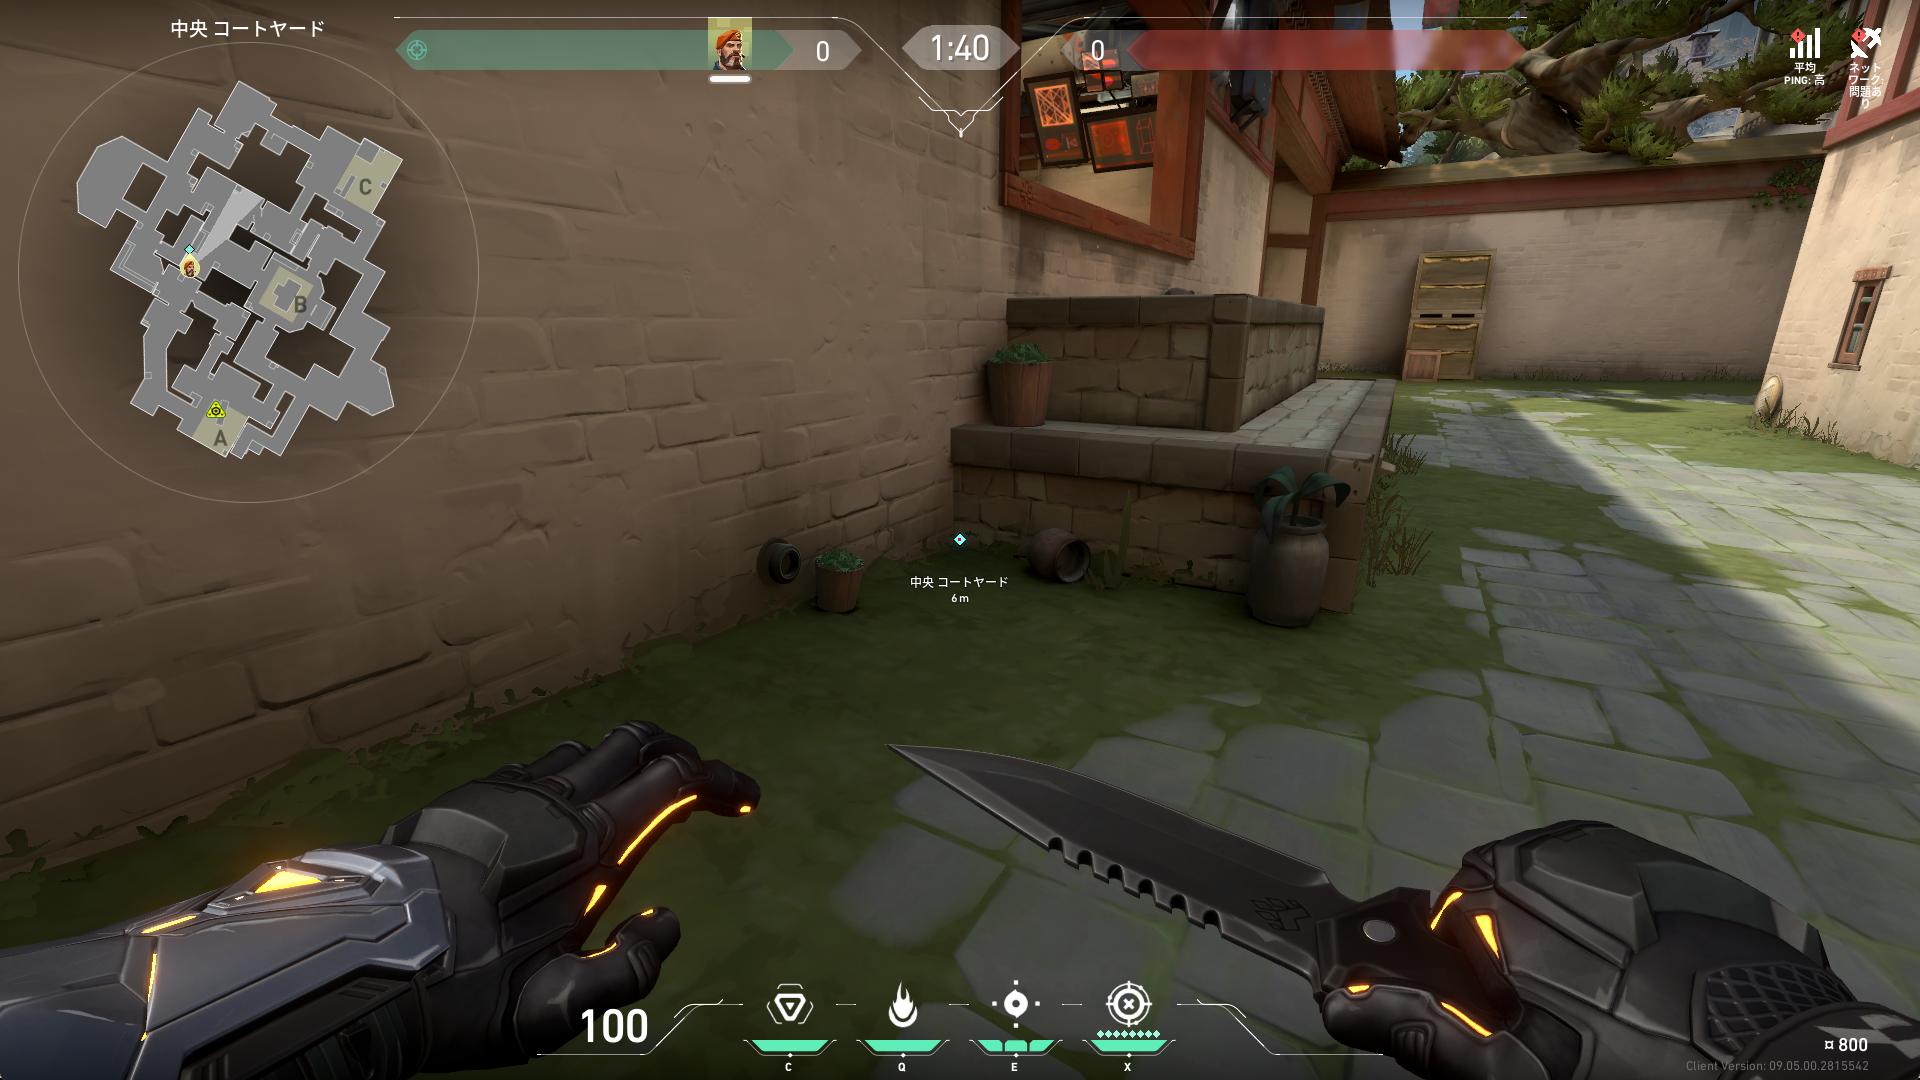 中央 コートヤード
0
1:40
0
平均
PING: 高
ネット
ワーク:
問題あ
り
C
B
A
中央 コートヤード
6 m
100
C
Q
E
X
¤ 800
Client Version: 09.05.00.2815542